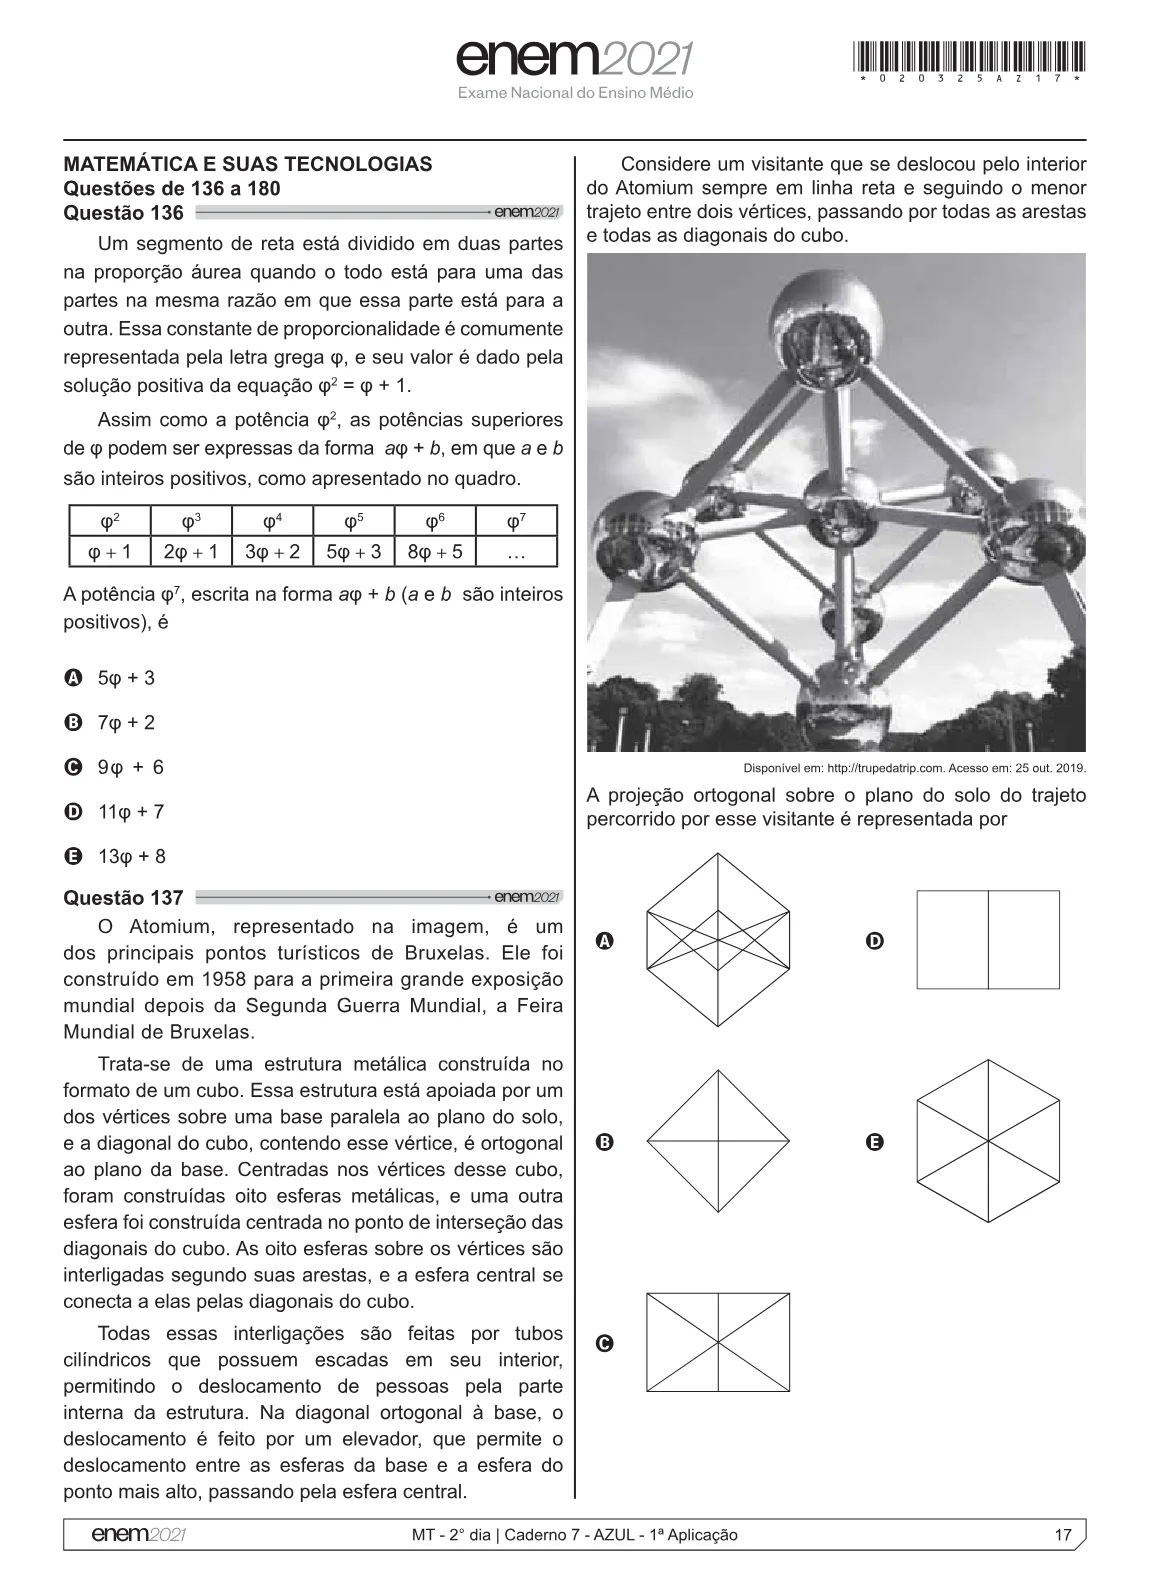 enem2021
Exame Nacional do Ensino Médio
*020325AZ17*
MATEMÁTICA E SUAS TECNOLOGIAS
Questões de 136 a 180
Questão 136 enem2021
Um segmento de reta está dividido em duas partes
na proporção áurea quando o todo está para uma das
partes na mesma razão em que essa parte está para a
outra. Essa constante de proporcionalidade é comumente
representada pela letra grega φ, e seu valor é dado pela
solução positiva da equação φ² = φ + 1.
Assim como a potência φ², as potências superiores
de φ podem ser expressas da forma aφ + b, em que a e b
são inteiros positivos, como apresentado no quadro.
φ² φ³ φ⁴ φ⁵ φ⁶ φ⁷
φ + 1 2φ + 1 3φ + 2 5φ + 3 8φ + 5 ...
A potência φ⁷, escrita na forma aφ + b (a e b são inteiros
positivos), é
A 5φ + 3
B 7φ + 2
C 9φ + 6
D 11φ + 7
E 13φ + 8
Questão 137 enem2021
O Atomium, representado na imagem, é um
dos principais pontos turísticos de Bruxelas. Ele foi
construído em 1958 para a primeira grande exposição
mundial depois da Segunda Guerra Mundial, a Feira
Mundial de Bruxelas.
Trata-se de uma estrutura metálica construída no
formato de um cubo. Essa estrutura está apoiada por um
dos vértices sobre uma base paralela ao plano do solo,
e a diagonal do cubo, contendo esse vértice, é ortogonal
ao plano da base. Centradas nos vértices desse cubo,
foram construídas oito esferas metálicas, e uma outra
esfera foi construída centrada no ponto de interseção das
diagonais do cubo. As oito esferas sobre os vértices são
interligadas segundo suas arestas, e a esfera central se
conecta a elas pelas diagonais do cubo.
Todas essas interligações são feitas por tubos
cilíndricos que possuem escadas em seu interior,
permitindo o deslocamento de pessoas pela parte
interna da estrutura. Na diagonal ortogonal à base, o
deslocamento é feito por um elevador, que permite o
deslocamento entre as esferas da base e a esfera do
ponto mais alto, passando pela esfera central.
Considere um visitante que se deslocou pelo interior
do Atomium sempre em linha reta e seguindo o menor
trajeto entre dois vértices, passando por todas as arestas
e todas as diagonais do cubo.
Disponível em: http://trupedatrip.com. Acesso em: 25 out. 2019.
A projeção ortogonal sobre o plano do solo do trajeto
percorrido por esse visitante é representada por
A
B
C
D
E
enem2021
MT - 2° dia | Caderno 7 - AZUL - 1ª Aplicação
17